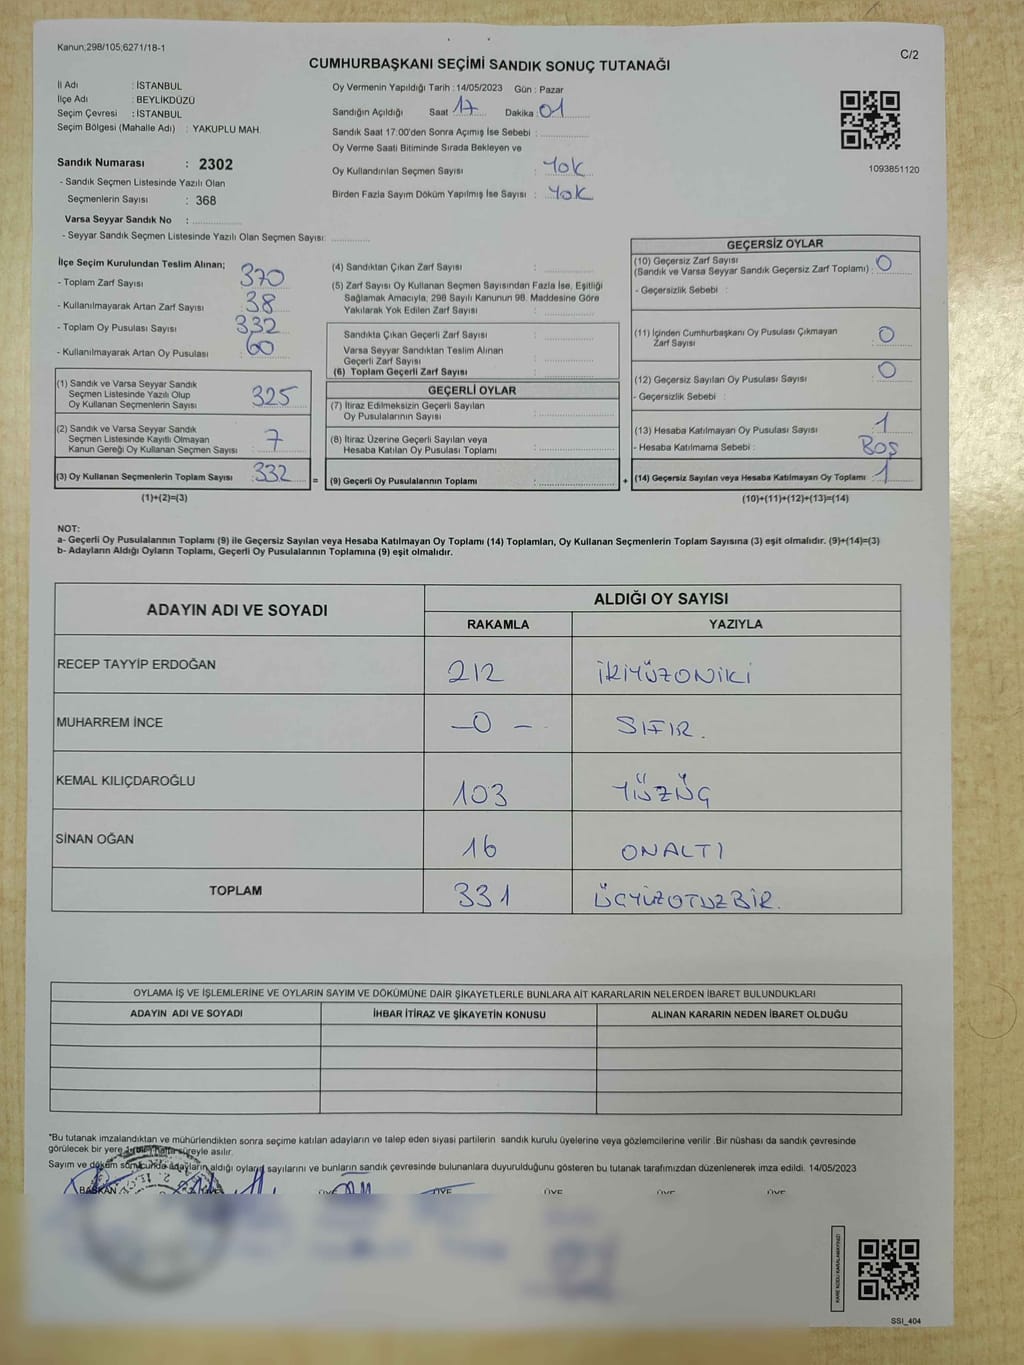 Kanun;298/105;6271/18-1
C/2
CUMHURBAŞKANI SEÇİMİ SANDIK SONUÇ TUTANAĞI
İl Adı : İSTANBUL
İlçe Adı : BEYLİKDÜZÜ
Seçim Çevresi : İSTANBUL
Seçim Bölgesi (Mahalle Adı) : YAKUPLU MAH.
Oy Vermenin Yapıldığı Tarih : 14/05/2023 Gün : Pazar
Sandığın Açıldığı Saat 17 Dakika : 01
Sandık Saat 17:00'den Sonra Açımış İse Sebebi :
Oy Verme Saati Bitiminde Sırada Bekleyen ve
Oy Kullandırılan Seçmen Sayısı : YOK
Birden Fazla Sayım Döküm Yapılmış İse Sayısı : YOK
1093851120
Sandık Numarası : 2302
- Sandık Seçmen Listesinde Yazılı Olan
Seçmenlerin Sayısı : 368
Varsa Seyyar Sandık No :
- Seyyar Sandık Seçmen Listesinde Yazılı Olan Seçmen Sayısı:
İlçe Seçim Kurulundan Teslim Alınan;
- Toplam Zarf Sayısı : 370
- Kullanılmayarak Artan Zarf Sayısı : 38
- Toplam Oy Pusulası Sayısı : 332
- Kullanılmayarak Artan Oy Pusulası : 60
(1) Sandık ve Varsa Seyyar Sandık
Seçmen Listesinde Yazılı Olup
Oy Kullanan Seçmenlerin Sayısı : 325
(2) Sandık ve Varsa Seyyar Sandık
Seçmen Listesinde Kayıtlı Olmayan
Kanun Gereği Oy Kullanan Seçmen Sayısı : 7
(3) Oy Kullanan Seçmenlerin Toplam Sayısı : 332
(1)+(2)=(3)
(4) Sandıktan Çıkan Zarf Sayısı :
(5) Zarf Sayısı Oy Kullanan Seçmen Sayısından Fazla İse, Eşitliği
Sağlamak Amacıyla, 298 Sayılı Kanunun 98. Maddesine Göre
Yakılarak Yok Edilen Zarf Sayısı :
Sandıkta Çıkan Geçerli Zarf Sayısı :
Varsa Seyyar Sandıktan Teslim Alınan
Geçerli Zarf Sayısı :
(6) Toplam Geçerli Zarf Sayısı :
GEÇERLİ OYLAR
(7) İtiraz Edilmeksizin Geçerli Sayılan
Oy Pusulalarının Sayısı :
(8) İtiraz Üzerine Geçerli Sayılan veya
Hesaba Katılan Oy Pusulası Toplamı :
= (9) Geçerli Oy Pusulalarının Toplamı : +
GEÇERSİZ OYLAR
(10) Geçersiz Zarf Sayısı
(Sandık ve Varsa Seyyar Sandık Geçersiz Zarf Toplamı) : 0
- Geçersizlik Sebebi :
(11) İçinden Cumhurbaşkanı Oy Pusulası Çıkmayan
Zarf Sayısı : 0
(12) Geçersiz Sayılan Oy Pusulası Sayısı : 0
- Geçersizlik Sebebi :
(13) Hesaba Katılmayan Oy Pusulası Sayısı : 1
- Hesaba Katılmama Sebebi : BOŞ
(14) Geçersiz Sayılan veya Hesaba Katılmayan Oy Toplamı : 1
(10)+(11)+(12)+(13)=(14)
NOT:
a- Geçerli Oy Pusulalarının Toplamı (9) ile Geçersiz Sayılan veya Hesaba Katılmayan Oy Toplamı (14) Toplamları, Oy Kullanan Seçmenlerin Toplam Sayısına (3) eşit olmalıdır. (9)+(14)=(3)
b- Adayların Aldığı Oyların Toplamı, Geçerli Oy Pusulalarının Toplamına (9) eşit olmalıdır.
ADAYIN ADI VE SOYADI
ALDIĞI OY SAYISI
RAKAMLA YAZIYLA
RECEP TAYYİP ERDOĞAN 212 İKİYÜZONİKİ
MUHARREM İNCE -0- SIFIR.
KEMAL KILIÇDAROĞLU 103 YÜZÜÇ
SİNAN OĞAN 16 ONALTI
TOPLAM 331 ÜÇYÜZOTUZBİR.
OYLAMA İŞ VE İŞLEMLERİNE VE OYLARIN SAYIM VE DÖKÜMÜNE DAİR ŞİKAYETLERLE BUNLARA AİT KARARLARIN NELERDEN İBARET BULUNDUKLARI
ADAYIN ADI VE SOYADI İHBAR İTİRAZ VE ŞİKAYETİN KONUSU ALINAN KARARIN NEDEN İBARET OLDUĞU
*Bu tutanak imzalandıktan ve mühürlendikten sonra seçime katılan adayların ve talep eden siyasi partilerin sandık kurulu üyelerine veya gözlemcilerine verilir .Bir nüshası da sandık çevresinde
görülecek bir yere bir hafta süreyle asılır.
Sayım ve döküm sonucunda adayların aldığı oyların sayılarını ve bunların sandık çevresinde bulunanlara duyurulduğunu gösteren bu tutanak tarafımızdan düzenlenerek imza edildi. 14/05/2023
BAŞKAN ÜYE ÜYE ÜYE ÜYE ÜYE
KARE KODU KARALAMAYINIZ!
SSI_404